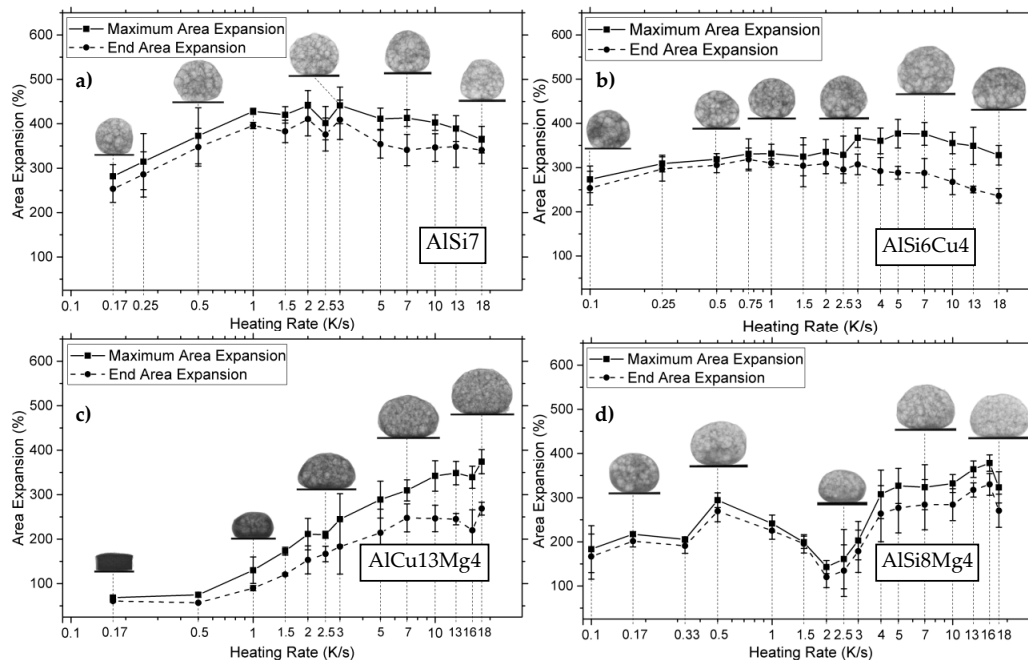 Maximum Area Expansion
End Area Expansion
a)
AlSi7
Area Expansion (%)
600
500
400
300
200
100
0.1 0.17 0.25 0.5 1 1.5 2 2.5 3 5 7 10 13 18
Heating Rate (K/s)
Maximum Area Expansion
End Area Expansion
b)
AlSi6Cu4
Area Expansion (%)
600
500
400
300
200
100
0.1 0.25 0.5 0.75 1 1.5 2 2.5 3 4 5 7 10 13 18
Heating Rate (K/s)
Maximum Area Expansion
End Area Expansion
c)
AlCu13Mg4
Area Expansion (%)
600
500
400
300
200
100
0.1 0.17 0.5 1 1.5 2 2.5 3 5 7 10 13 16 18
Heating Rate (K/s)
Maximum Area Expansion
End Area Expansion
d)
AlSi8Mg4
Area Expansion (%)
600
500
400
300
200
100
0.1 0.17 0.33 0.5 1 1.5 2 2.5 3 4 5 7 10 13 16 18
Heating Rate (K/s)